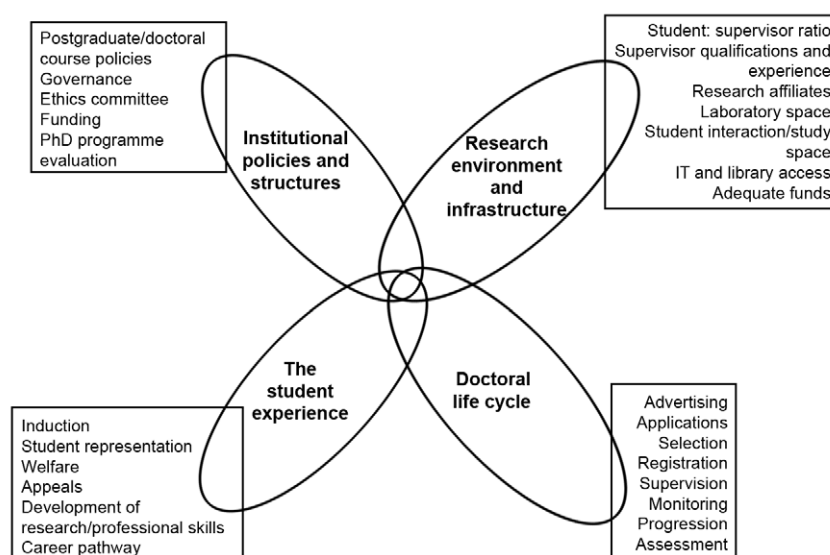 Postgraduate/doctoral
course policies
Governance
Ethics committee
Funding
PhD programme
evaluation
Institutional
policies and
structures
Research
environment
and
infrastructure
Student: supervisor ratio
Supervisor qualifications and
experience
Research affiliates
Laboratory space
Student interaction/study
space
IT and library access
Adequate funds
The
student
experience
Doctoral
life cycle
Induction
Student representation
Welfare
Appeals
Development of
research/professional skills
Career pathway
Advertising
Applications
Selection
Registration
Supervision
Monitoring
Progression
Assessment